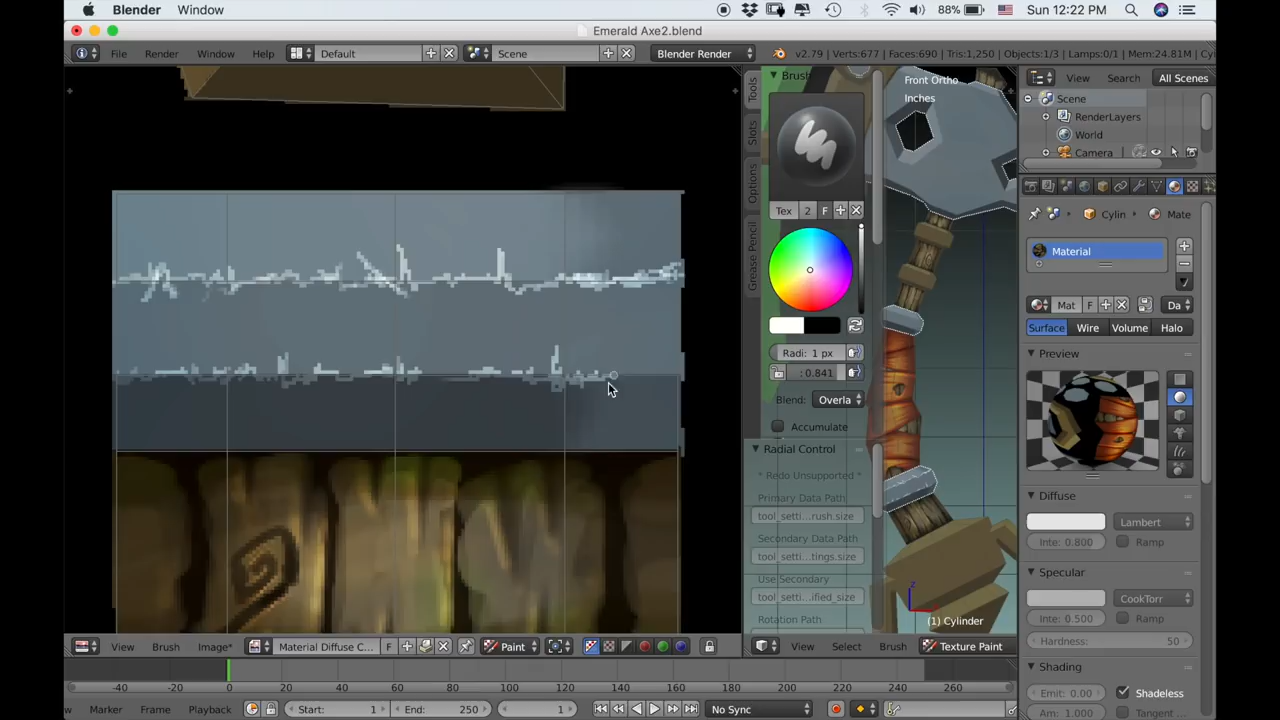 Blender Window 88% Sun 12:22 PM
Emerald Axe2.blend
File Render Window Help Default Scene Blender Render v2.79 | Verts:677 | Faces:690 | Tris:1,250 | Objects:1/3 | Lamps:0/1 | Mem:24.81M | Cy
Tools
Slots
Options
Grease Pencil
Brush
Tex 2 F
Radi: 1 px
: 0.841
Blend: Overla
Accumulate
Radial Control
* Redo Unsupported *
Primary Data Path
tool_setti...rush.size
Secondary Data Path
tool_setti...tings.size
Use Secondary
tool_setti...ified_size
Rotation Path
Front Ortho
Inches
z
(1) Cylinder
View Search All Scenes
Scene
RenderLayers
World
Camera
Cylin Mate
Material
Mat F Da
Surface Wire Volume Halo
Preview
Diffuse
Lambert
Inte: 0.800 Ramp
Specular
CookTorr
Inte: 0.500 Ramp
Hardness: 50
Shading
Emit: 0.00 Shadeless
Am: 1.000 Tangent
View Brush Image* Material Diffuse C... F Paint
View Select Brush Texture Paint
-40 -20 0 20 40 60 80 100 120 140 160 180 200 220 240 260
Marker Frame Playback Start: 1 End: 250 1 No Sync